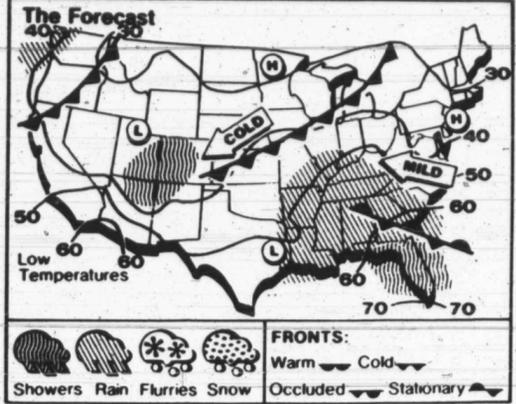 The Forecast
40 30
H
30
L
COLD
H
40
MILD
50
60
50
60
60
L
60
Low
Temperatures
70 70
Showers Rain Flurries Snow
FRONTS:
Warm Cold
Occluded Stationary